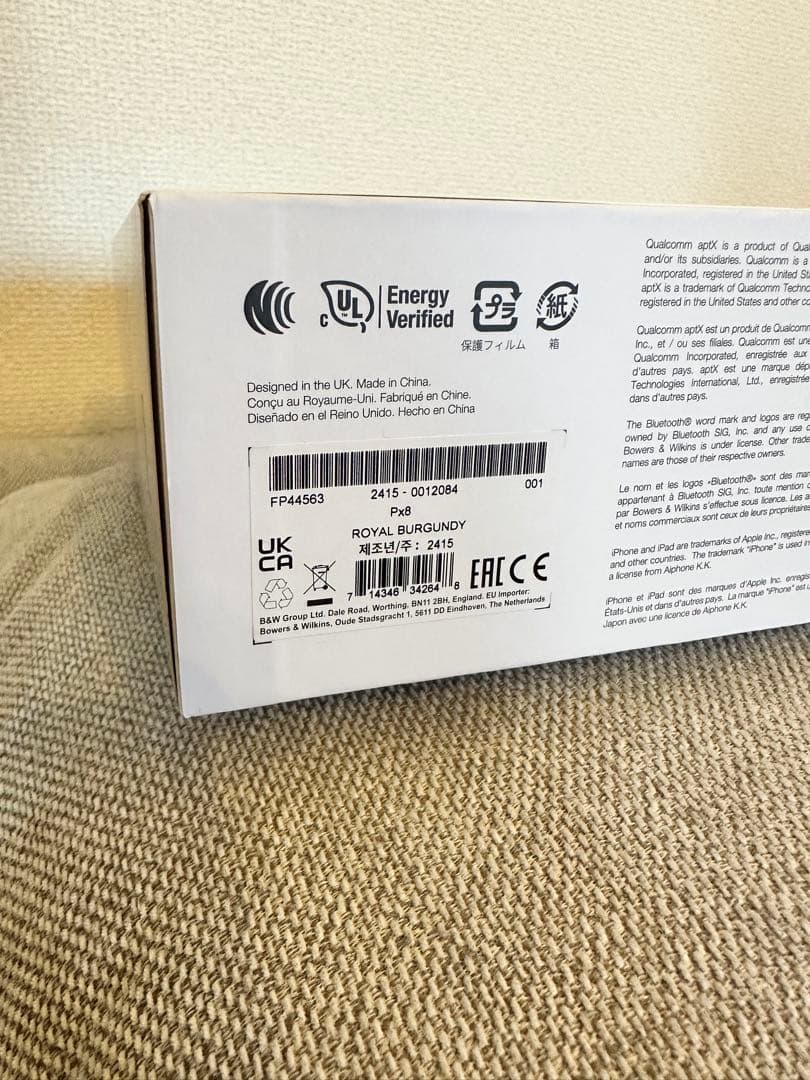 c UL TM Energy Verified
プラ
紙
保護フィルム
箱
Designed in the UK. Made in China.
Conçu au Royaume-Uni. Fabriqué en Chine.
Diseñado en el Reino Unido. Hecho en China
FP44563 2415 - 0012084 001
Px8
ROYAL BURGUNDY
제조년/주: 2415
UK CA
EAC CE
7 14346 34264 8
B&W Group Ltd. Dale Road, Worthing, BN11 2BH, England. EU Importer:
Bowers & Wilkins, Oude Stadsgracht 1, 5611 DD Eindhoven, The Netherlands
Qualcomm aptX is a product of
and/or its subsidiaries. Qualcomm is a
Incorporated, registered in the United
aptX is a trademark of Qualcomm
registered in the United States and other
Qualcomm aptX est un produit de
Inc., et / ou ses filiales. Qualcomm est
Qualcomm Incorporated, enregistrée aux
d'autres pays. aptX est une marque
Technologies International, Ltd.,
dans d'autres pays.
The Bluetooth® word mark and logos are
owned by Bluetooth SIG, Inc. and any use
Bowers & Wilkins is under license. Other
names are those of their respective owners.
Le nom et les logos «Bluetooth®» sont des
appartenant à Bluetooth SIG, Inc. toute mention
par Bowers & Wilkins s'effectue sous licence. Les
et noms commerciaux sont ceux de leurs
iPhone and iPad are trademarks of Apple Inc.,
and other countries. The trademark "iPhone" is used
a license from Aiphone K.K.
iPhone et iPad sont des marques d'Apple Inc.
États-Unis et dans d'autres pays. La marque "iPhone" est
Japon avec une licence de Aiphone K.K.